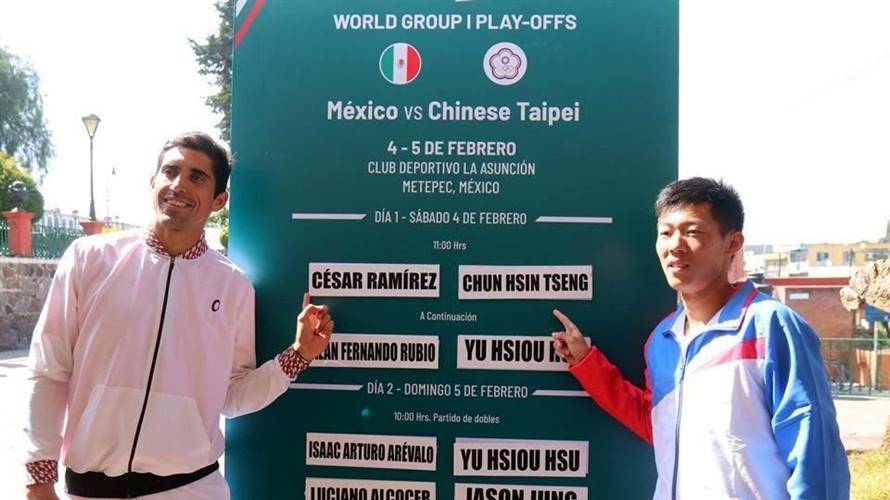 WORLD GROUP I PLAY-OFFS
México vs Chinese Taipei
4 - 5 DE FEBRERO
CLUB DEPORTIVO LA ASUNCIÓN
METEPEC, MÉXICO
DÍA 1 - SÁBADO 4 DE FEBRERO
11:00 Hrs
CÉSAR RAMÍREZ CHUN HSIN TSENG
A Continuación
FERNANDO RUBIO YU HSIOU
DÍA 2 - DOMINGO 5 DE FEBRERO
10:00 Hrs. Partido de dobles
ISAAC ARTURO ARÉVALO YU HSIOU HSU
LUCIANO ALCOCER JASON JUNG